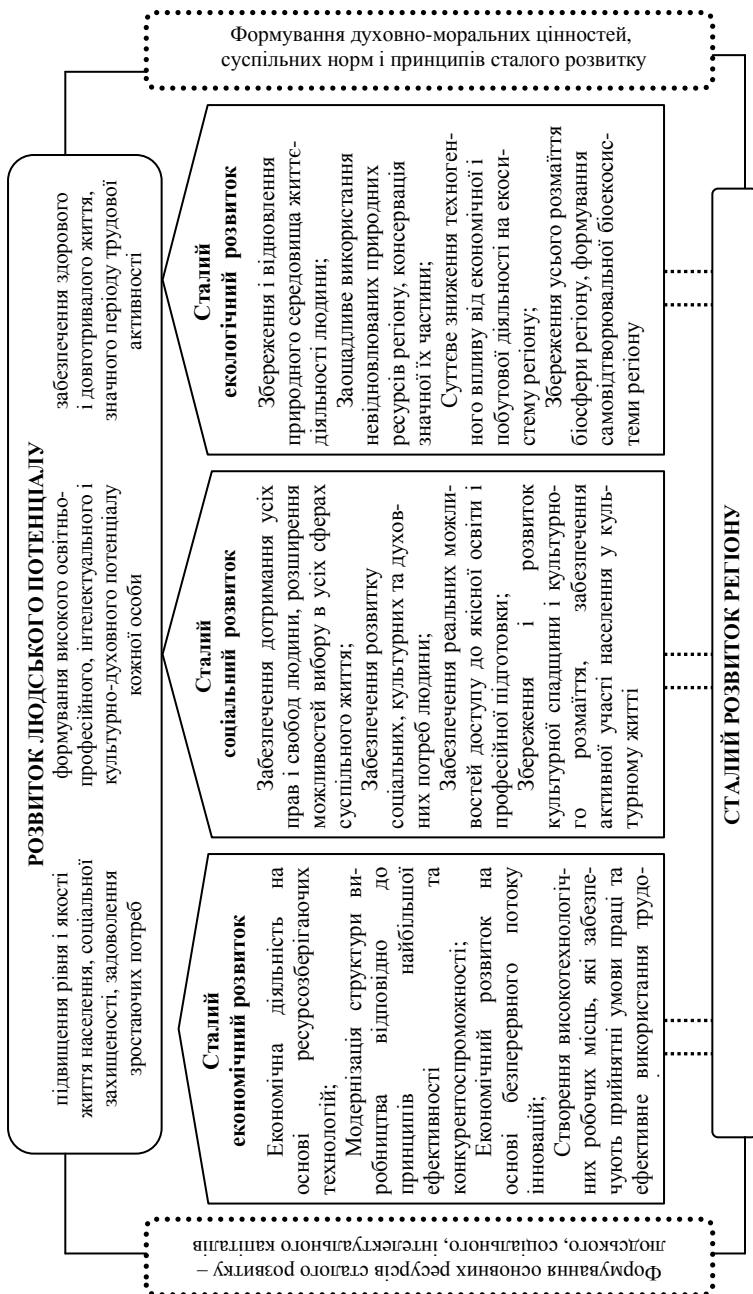 РОЗВИТОК ЛЮДСЬКОГО ПОТЕНЦІАЛУ
підвищення рівня і якості
життя населення, соціальної
захищеності, задоволення
зростаючих потреб
формування високого освітньо-
професійного, інтелектуального і
культурно-духовного потенціалу
кожної особи
забезпечення здорового
і довготривалого життя,
значного періоду трудової
активності
Формування основних ресурсів сталого розвитку –
людського, соціального, інтелектуального капіталів
Сталий
економічний розвиток
Економічна діяльність на
основі ресурсозберігаючих
технологій;
Модернізація структури ви-
робництва відповідно до
принципів найбільшої
ефективності та
конкурентоспроможності;
Економічний розвиток на
основі безперервного потоку
інновацій;
Створення високотехнологіч-
них робочих місць, які забезпе-
чують прийнятні умови праці та
ефективне використання трудо-
Сталий
соціальний розвиток
Забезпечення дотримання усіх
прав і свобод людини, розширення
можливостей вибору в усіх сферах
суспільного життя;
Забезпечення розвитку
соціальних, культурних та духов-
них потреб людини;
Забезпечення реальних можли-
востей доступу до якісної освіти і
професійної підготовки;
Збереження і розвиток
культурної спадщини і культурно-
го розмаїття, забезпечення
активної участі населення у куль-
турному житті
Сталий
екологічний розвиток
Збереження і відновлення
природного середовища життє-
діяльності людини;
Заощадливе використання
невідновлюваних природних
ресурсів регіону, консервація
значної їх частини;
Суттєве зниження техноген-
ного впливу від економічної і
побутової діяльності на екоси-
стему регіону;
Збереження усього розмаїття
біосфери регіону, формування
самовідтворювальної біоекосис-
теми регіону
Формування духовно-моральних цінностей,
суспільних норм і принципів сталого розвитку
СТАЛИЙ РОЗВИТОК РЕГІОНУ